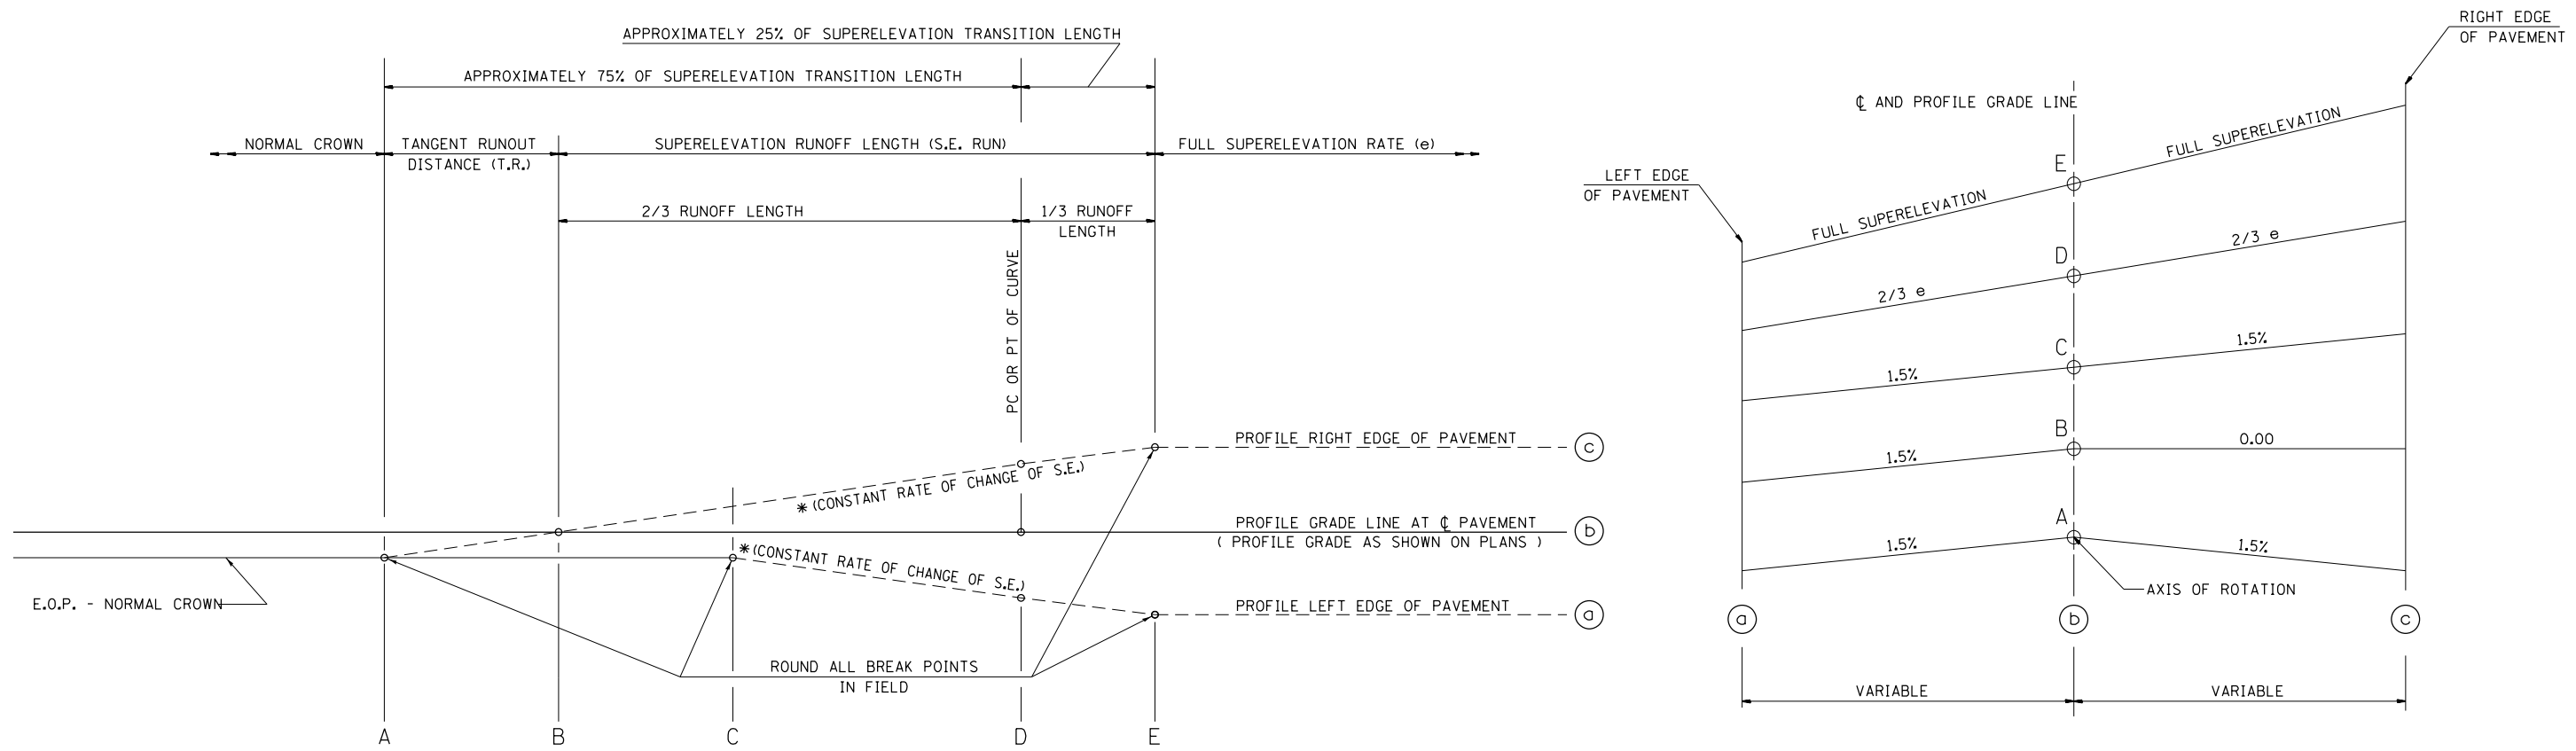 APPROXIMATELY 25% OF SUPERELEVATION TRANSITION LENGTH
APPROXIMATELY 75% OF SUPERELEVATION TRANSITION LENGTH
NORMAL CROWN
TANGENT RUNOUT
DISTANCE (T.R.)
SUPERELEVATION RUNOFF LENGTH (S.E. RUN)
FULL SUPERELEVATION RATE (e)
2/3 RUNOFF LENGTH
1/3 RUNOFF
LENGTH
PC OR PT OF CURVE
PROFILE RIGHT EDGE OF PAVEMENT
c
* (CONSTANT RATE OF CHANGE OF S.E.)
PROFILE GRADE LINE AT ℄ PAVEMENT
( PROFILE GRADE AS SHOWN ON PLANS )
b
* (CONSTANT RATE OF CHANGE OF S.E.)
E.O.P. - NORMAL CROWN
PROFILE LEFT EDGE OF PAVEMENT
a
ROUND ALL BREAK POINTS
IN FIELD
A
B
C
D
E
RIGHT EDGE
OF PAVEMENT
℄ AND PROFILE GRADE LINE
LEFT EDGE
OF PAVEMENT
E
FULL SUPERELEVATION
FULL SUPERELEVATION
D
2/3 e
2/3 e
C
1.5%
1.5%
B
1.5%
0.00
A
1.5%
1.5%
AXIS OF ROTATION
a
b
c
VARIABLE
VARIABLE